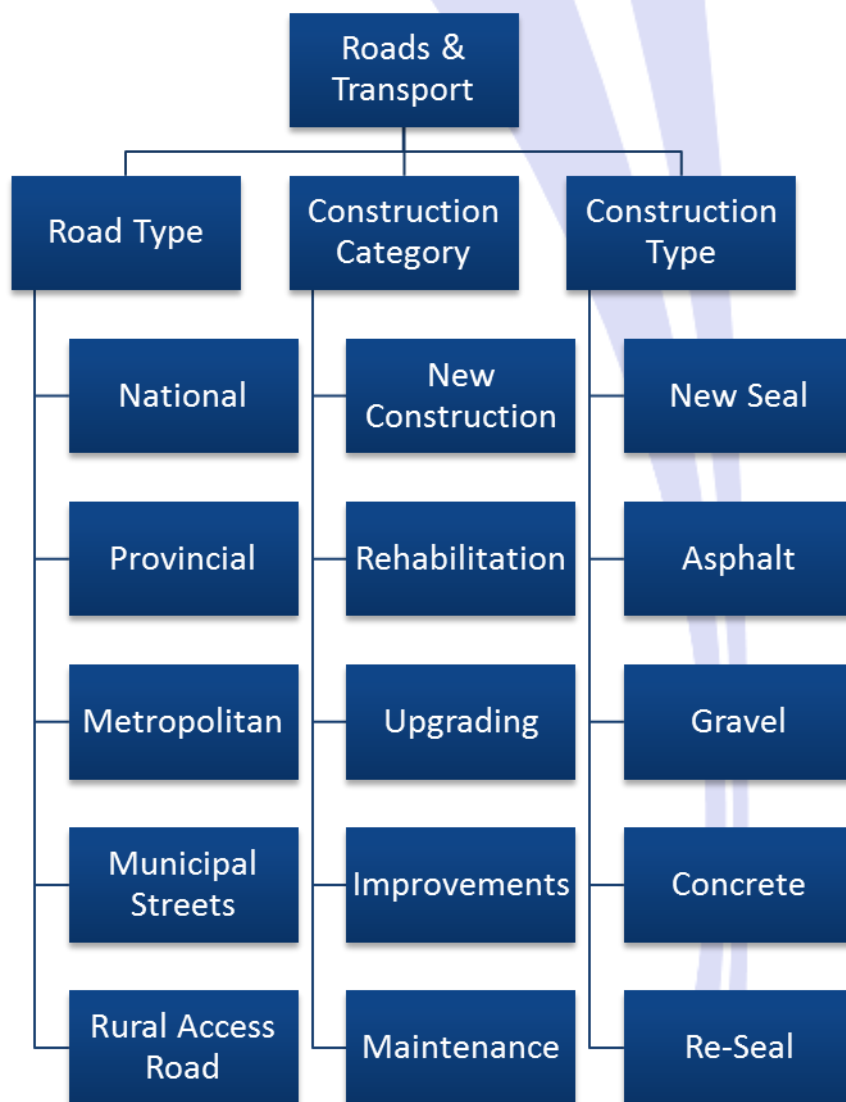 Roads &
Transport
Road Type
Construction
Category
Construction
Type
National
New
Construction
New Seal
Provincial
Rehabilitation
Asphalt
Metropolitan
Upgrading
Gravel
Municipal
Streets
Improvements
Concrete
Rural Access
Road
Maintenance
Re-Seal